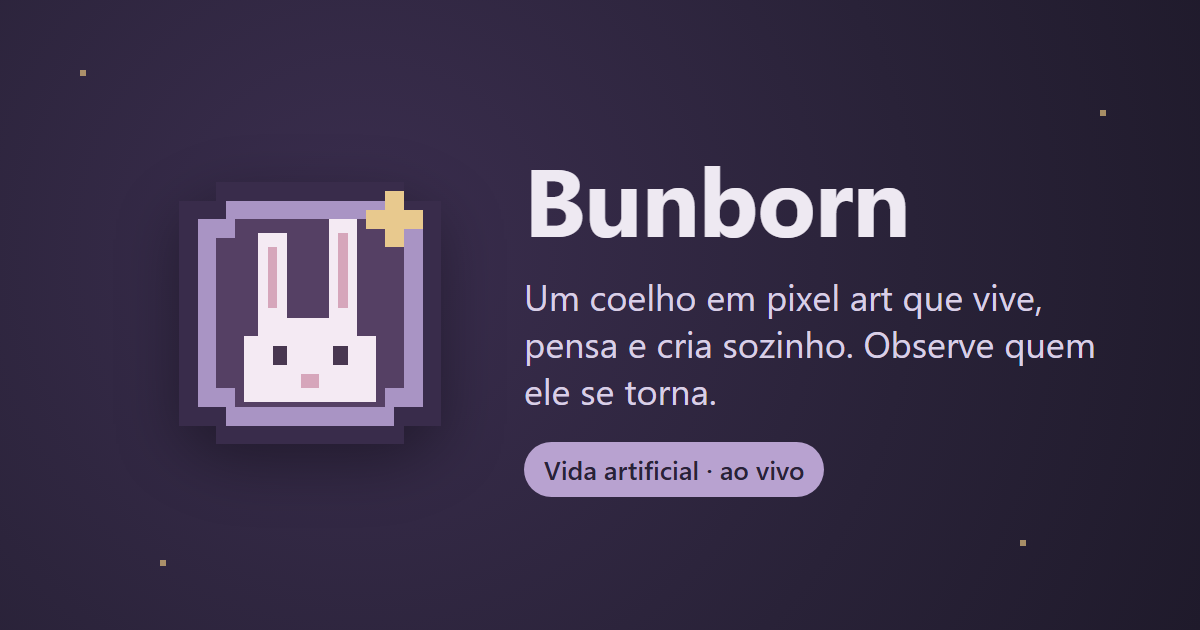 Bunborn
Um coelho em pixel art que vive,
pensa e cria sozinho. Observe quem
ele se torna.
Vida artificial · ao vivo